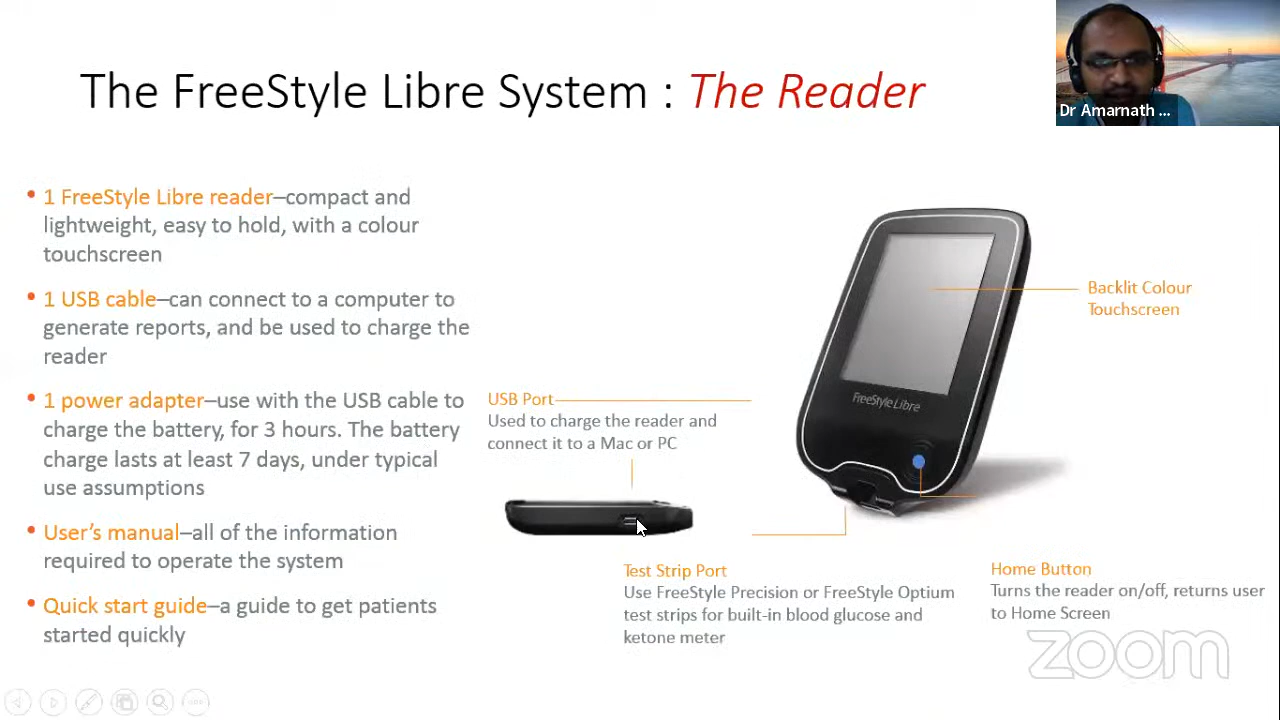 The FreeStyle Libre System : The Reader
Dr Amarnath ...
• 1 FreeStyle Libre reader–compact and
lightweight, easy to hold, with a colour
touchscreen
• 1 USB cable–can connect to a computer to
generate reports, and be used to charge the
reader
• 1 power adapter–use with the USB cable to
charge the battery, for 3 hours. The battery
charge lasts at least 7 days, under typical
use assumptions
• User’s manual–all of the information
required to operate the system
• Quick start guide–a guide to get patients
started quickly
Backlit Colour
Touchscreen
FreeStyle Libre
USB Port
Used to charge the reader and
connect it to a Mac or PC
Test Strip Port
Use FreeStyle Precision or FreeStyle Optium
test strips for built-in blood glucose and
ketone meter
Home Button
Turns the reader on/off, returns user
to Home Screen
zoom